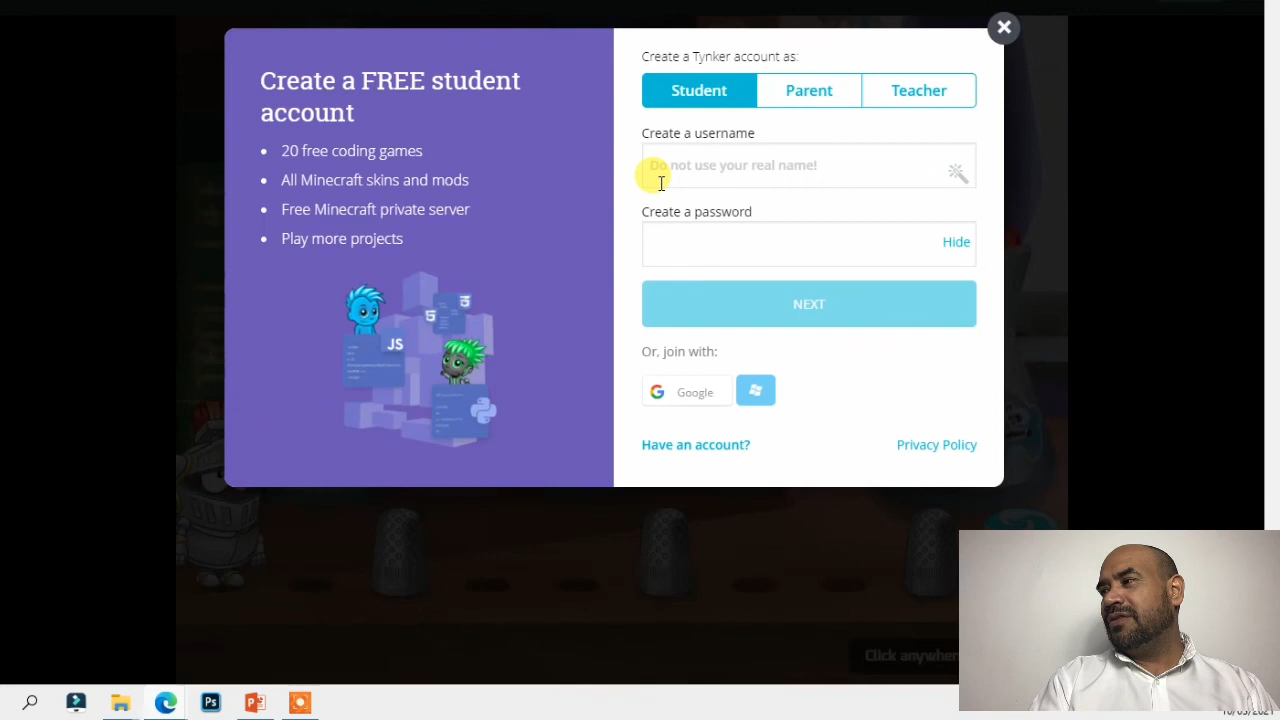 Create a FREE student
account
• 20 free coding games
• All Minecraft skins and mods
• Free Minecraft private server
• Play more projects
JS
Create a Tynker account as:
Student Parent Teacher
Create a username
Do not use your real name!
Create a password
Hide
NEXT
Or, join with:
Google
Have an account? Privacy Policy
Click anywhere
Ps